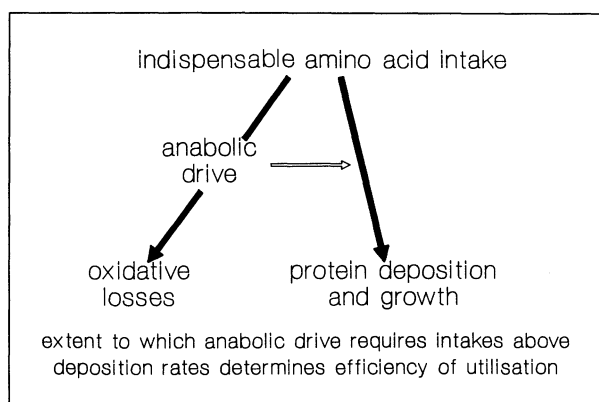 indispensable amino acid intake
anabolic
drive
oxidative
losses
protein deposition
and growth
extent to which anabolic drive requires intakes above
deposition rates determines efficiency of utilisation